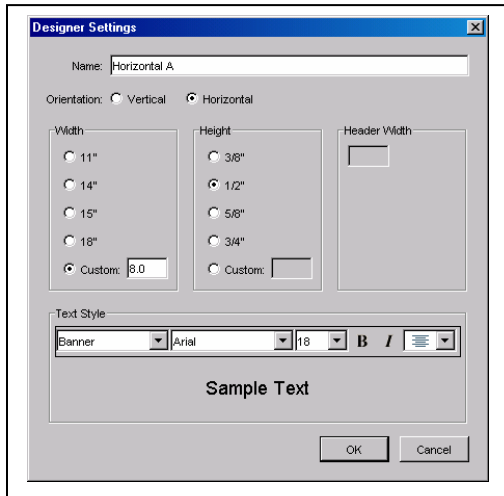 Designer Settings
Name: Horizontal A
Orientation: Vertical Horizontal
Width Height Header Width
11" 3/8"
14" 1/2"
15" 5/8"
18" 3/4"
Custom: 8.0 Custom:
Text Style
Banner Arial 18 B I
Sample Text
OK Cancel